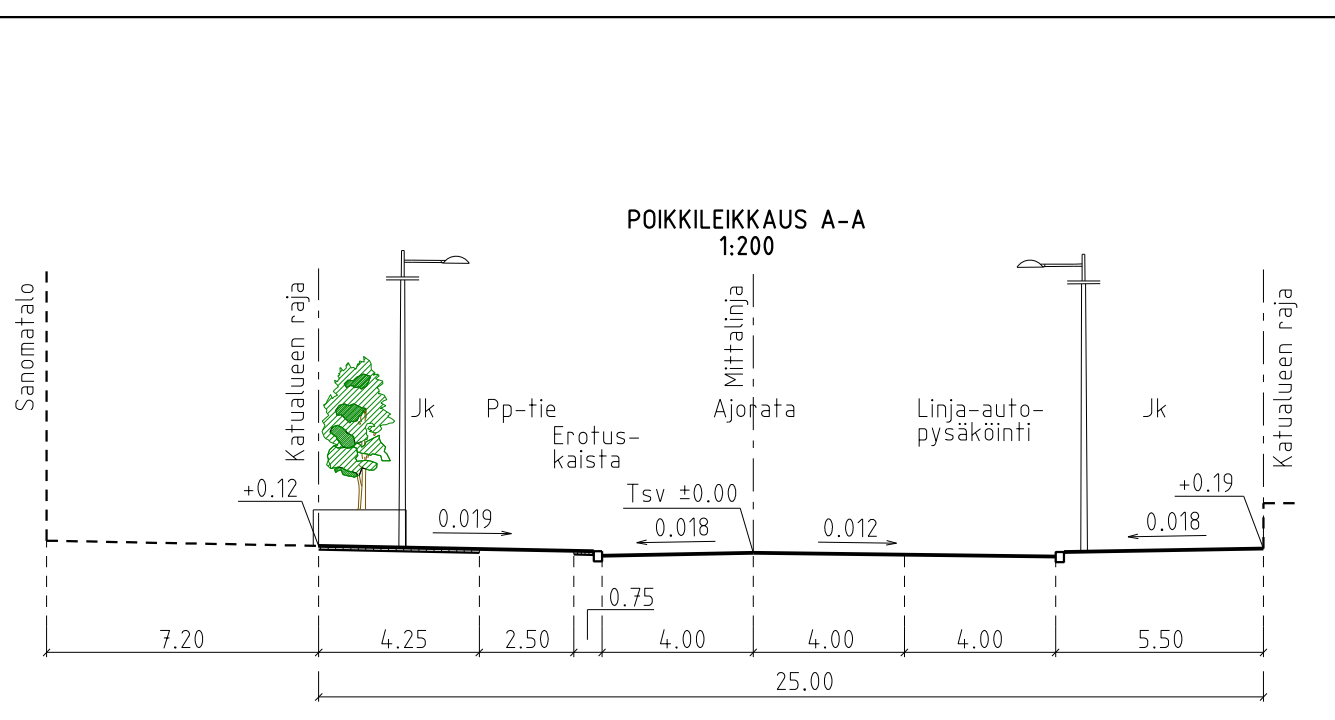 POIKKILEIKKAUS A-A
1:200
Sanomatalo
Katualueen raja
Mittalinja
Katualueen raja
Jk
Pp-tie
Erotus-
kaista
Ajorata
Linja-auto-
pysäköinti
Jk
+0.12
0.019
Tsv ±0.00
0.018
0.012
+0.19
0.018
0.75
7.20
4.25
2.50
4.00
4.00
4.00
5.50
25.00